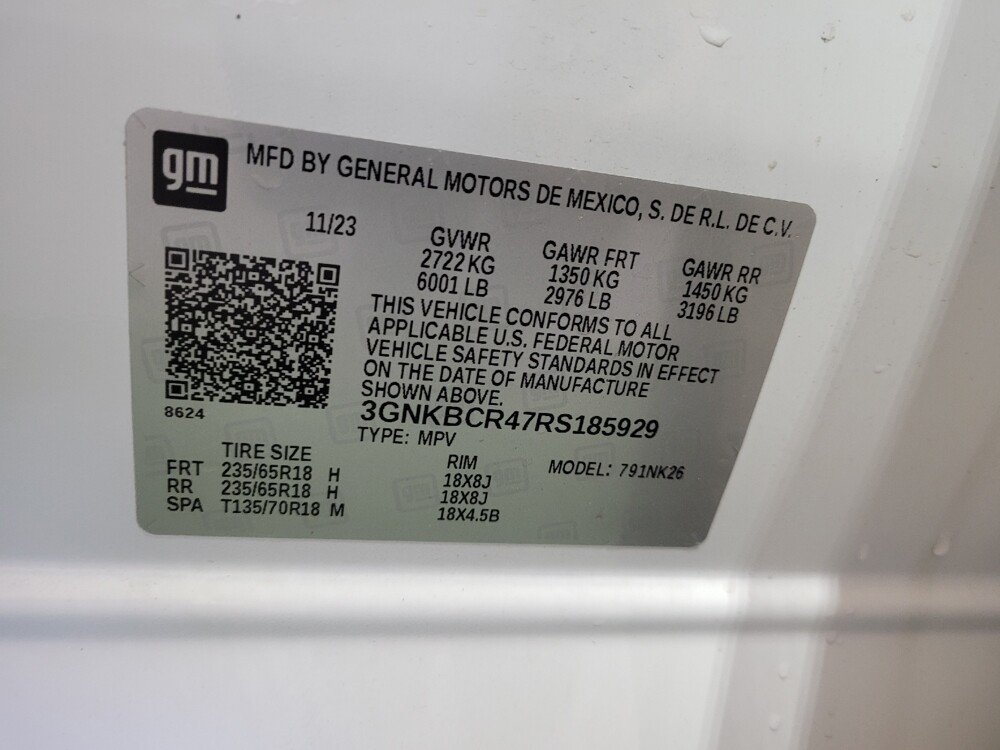 gm
MFD BY GENERAL MOTORS DE MEXICO, S. DE R.L. DE C.V.
11/23
GVWR GAWR FRT GAWR RR
2722 KG 1350 KG 1450 KG
6001 LB 2976 LB 3196 LB
THIS VEHICLE CONFORMS TO ALL
APPLICABLE U.S. FEDERAL MOTOR
VEHICLE SAFETY STANDARDS IN EFFECT
ON THE DATE OF MANUFACTURE
SHOWN ABOVE.
8624
3GNKBCR47RS185929
TYPE: MPV
TIRE SIZE RIM MODEL: 791NK26
FRT 235/65R18 H 18X8J
RR 235/65R18 H 18X8J
SPA T135/70R18 M 18X4.5B